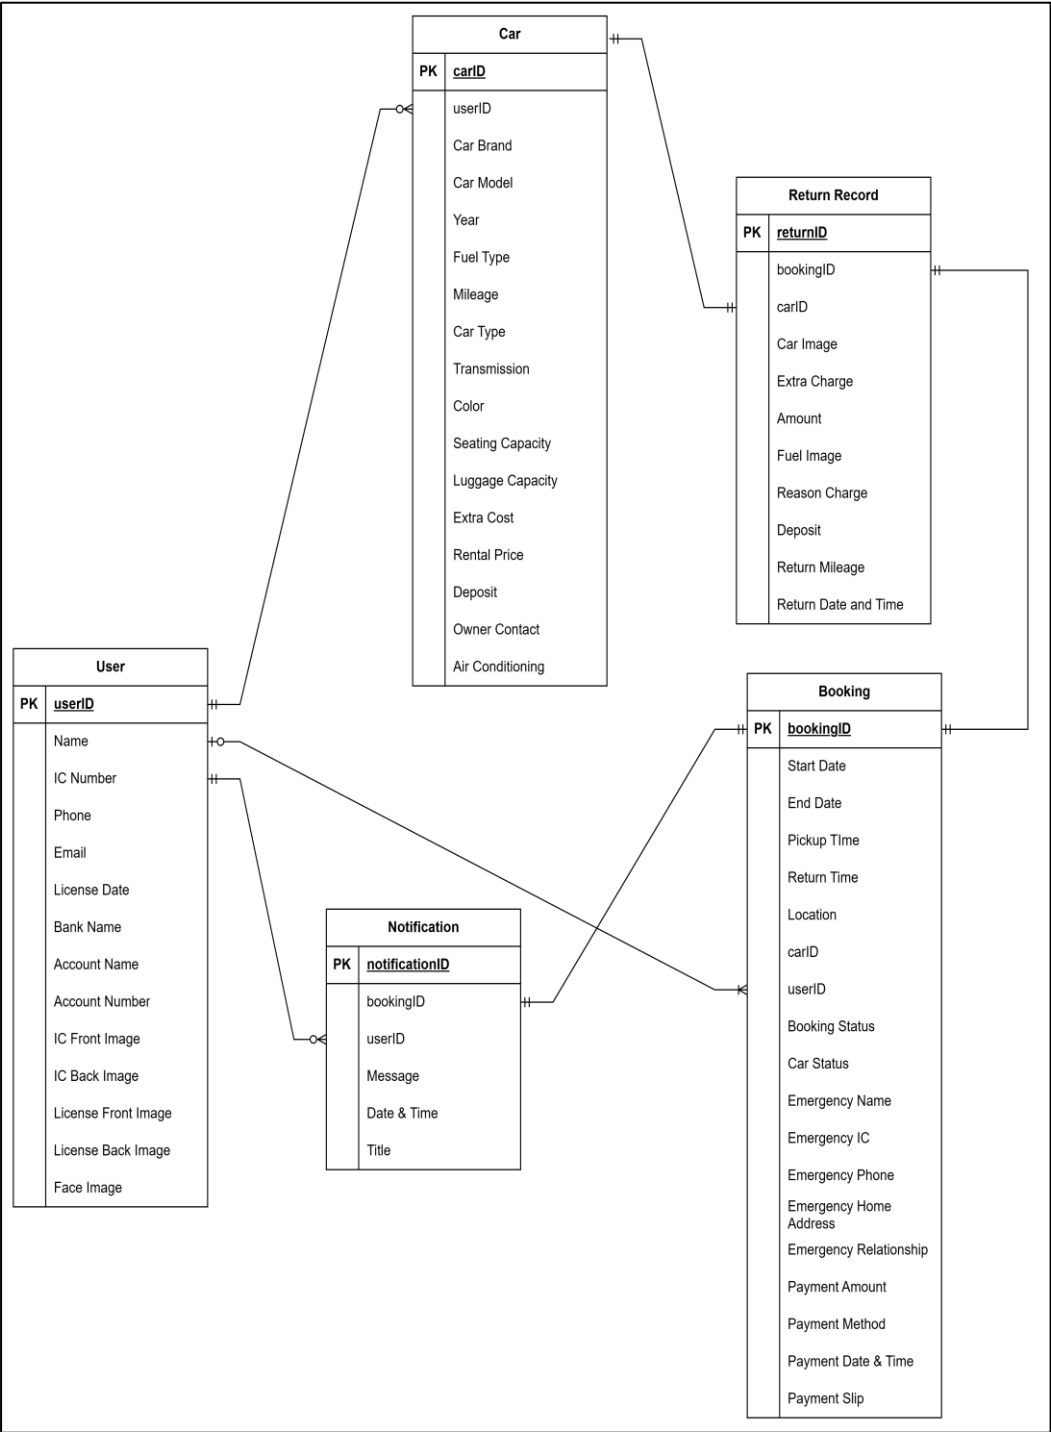 Car
PK carID
userID
Car Brand
Car Model
Year
Fuel Type
Mileage
Car Type
Transmission
Color
Seating Capacity
Luggage Capacity
Extra Cost
Rental Price
Deposit
Owner Contact
Air Conditioning
Return Record
PK returnID
bookingID
carID
Car Image
Extra Charge
Amount
Fuel Image
Reason Charge
Deposit
Return Mileage
Return Date and Time
User
PK userID
Name
IC Number
Phone
Email
License Date
Bank Name
Account Name
Account Number
IC Front Image
IC Back Image
License Front Image
License Back Image
Face Image
Notification
PK notificationID
bookingID
userID
Message
Date & Time
Title
Booking
PK bookingID
Start Date
End Date
Pickup TIme
Return Time
Location
carID
userID
Booking Status
Car Status
Emergency Name
Emergency IC
Emergency Phone
Emergency Home
Address
Emergency Relationship
Payment Amount
Payment Method
Payment Date & Time
Payment Slip